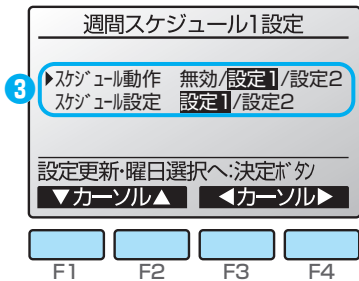 週間スケジュール1設定
3
▶スケジュール動作 無効/設定1/設定2
スケジュール設定 設定1/設定2
設定更新・曜日選択へ:決定ボタン
▼カーソル▲ ◀カーソル▶
F1 F2 F3 F4